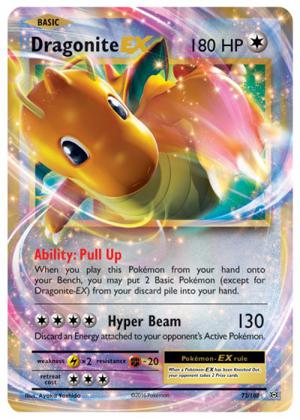 BASIC
Dragonite EX 180 HP
Ability: Pull Up
When you play this Pokémon from your hand onto
your Bench, you may put 2 Basic Pokémon (except for
Dragonite-EX) from your discard pile into your hand.
Hyper Beam 130
Discard an Energy attached to your opponent's Active Pokémon.
weakness ×2 resistance -20
retreat
cost
Pokémon-EX rule
When a Pokémon-EX has been Knocked Out,
your opponent takes 2 Prize cards.
Illus. Ayaka Yoshida
©2016 Pokémon
72/108